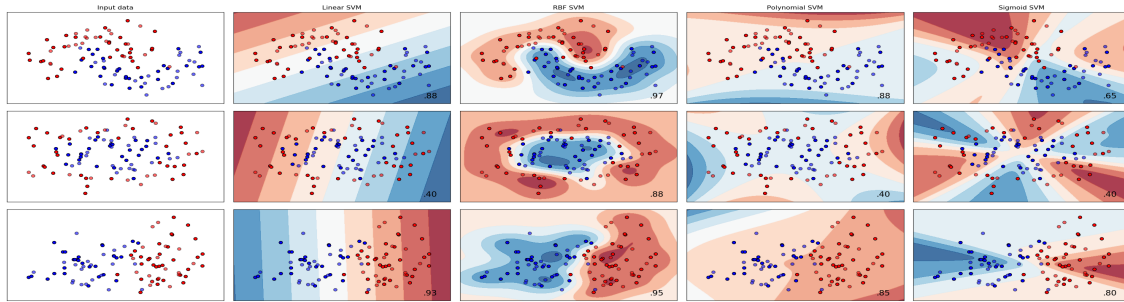 Input data
Linear SVM
RBF SVM
Polynomial SVM
Sigmoid SVM
.88
.97
.88
.65
.40
.88
.40
.40
.93
.95
.85
.80